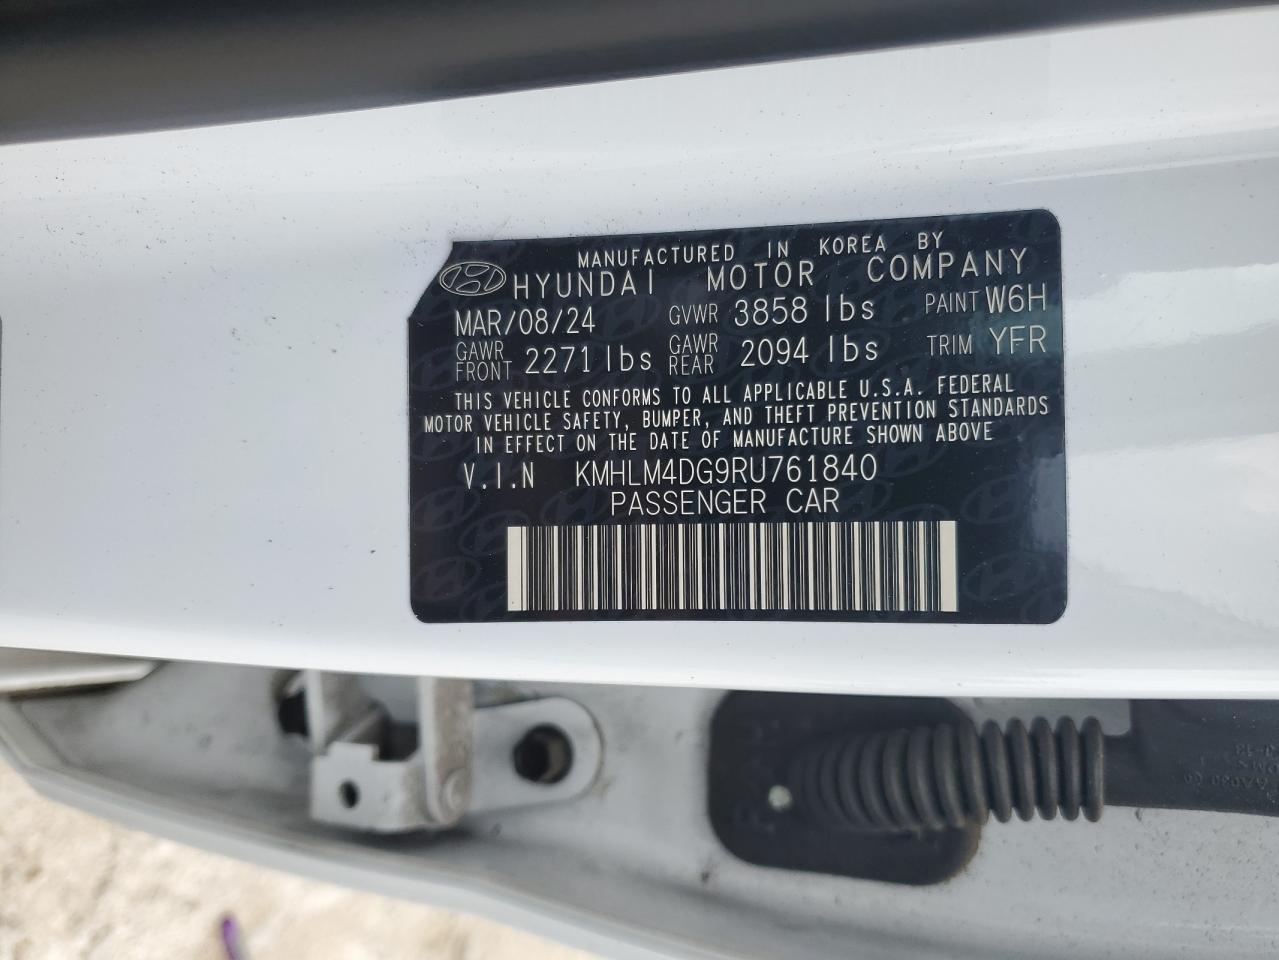 MANUFACTURED IN KOREA BY
HYUNDAI MOTOR COMPANY
MAR/08/24 GVWR 3858 lbs PAINT W6H
GAWR FRONT 2271 lbs GAWR REAR 2094 lbs TRIM YFR
THIS VEHICLE CONFORMS TO ALL APPLICABLE U.S.A. FEDERAL
MOTOR VEHICLE SAFETY, BUMPER, AND THEFT PREVENTION STANDARDS
IN EFFECT ON THE DATE OF MANUFACTURE SHOWN ABOVE
V.I.N KMHLM4DG9RU761840
PASSENGER CAR